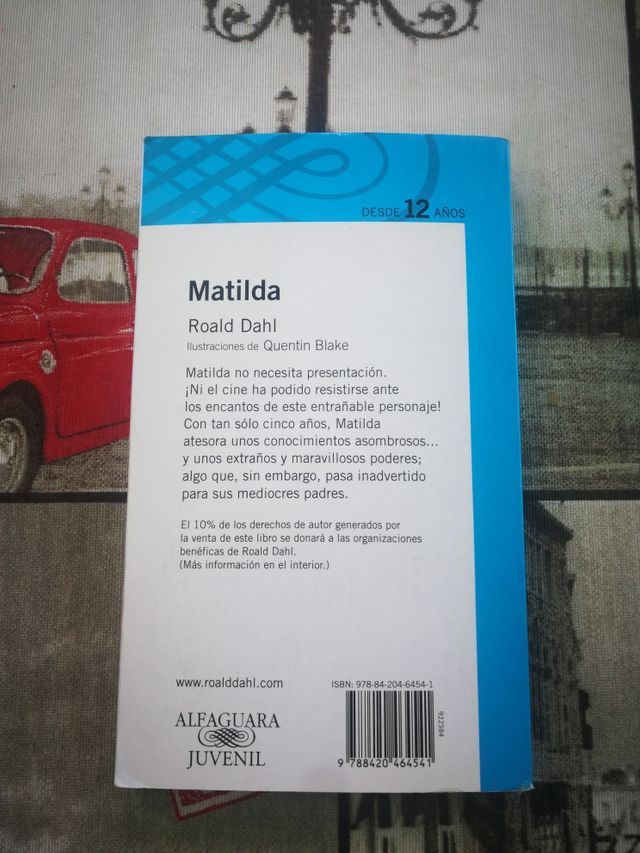 DESDE 12 AÑOS
Matilda
Roald Dahl
Ilustraciones de Quentin Blake
Matilda no necesita presentación.
¡Ni el cine ha podido resistirse ante
los encantos de este entrañable personaje!
Con tan sólo cinco años, Matilda
atesora unos conocimientos asombrosos...
y unos extraños y maravillosos poderes;
algo que, sin embargo, pasa inadvertido
para sus mediocres padres.
El 10% de los derechos de autor generados por
la venta de este libro se donará a las organizaciones
benéficas de Roald Dahl.
(Más información en el interior.)
www.roalddahl.com
ISBN: 978-84-204-6454-1
922584
ALFAGUARA
JUVENIL
9 788420 464541